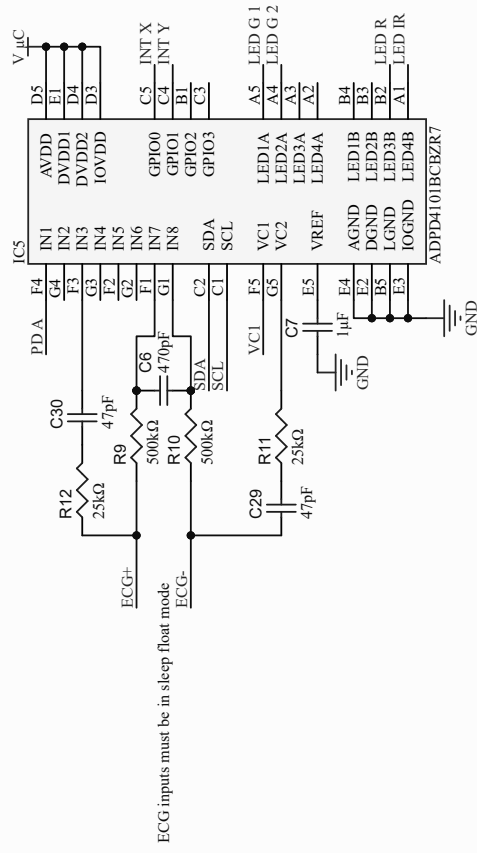 IC5
V µC
PD A
F4 IN1 AVDD D5
G4 IN2 DVDD1 E1
F3 IN3 DVDD2 D4
G3 IN4 IOVDD D3
F2 IN5
G2 IN6
F1 IN7 GPIO0 C5 INT X
G1 IN8 GPIO1 C4 INT Y
GPIO2 B1
GPIO3 C3
C2 SDA
C1 SCL
F5 VC1 LED1A A5 LED G 1
G5 VC2 LED2A A4 LED G 2
LED3A A3
E5 VREF LED4A A2
E4 AGND LED1B B4
E2 DGND LED2B B3
B5 LGND LED3B B2 LED R
E3 IOGND LED4B A1 LED IR
ADPD4101BCBZR7
R12
25kΩ
C30
47pF
ECG+
R9
500kΩ
C6
470pF
ECG-
R10
500kΩ
SDA
SCL
ECG inputs must be in sleep float mode
VC1
C29
47pF
R11
25kΩ
C7
1µF
GND
GND